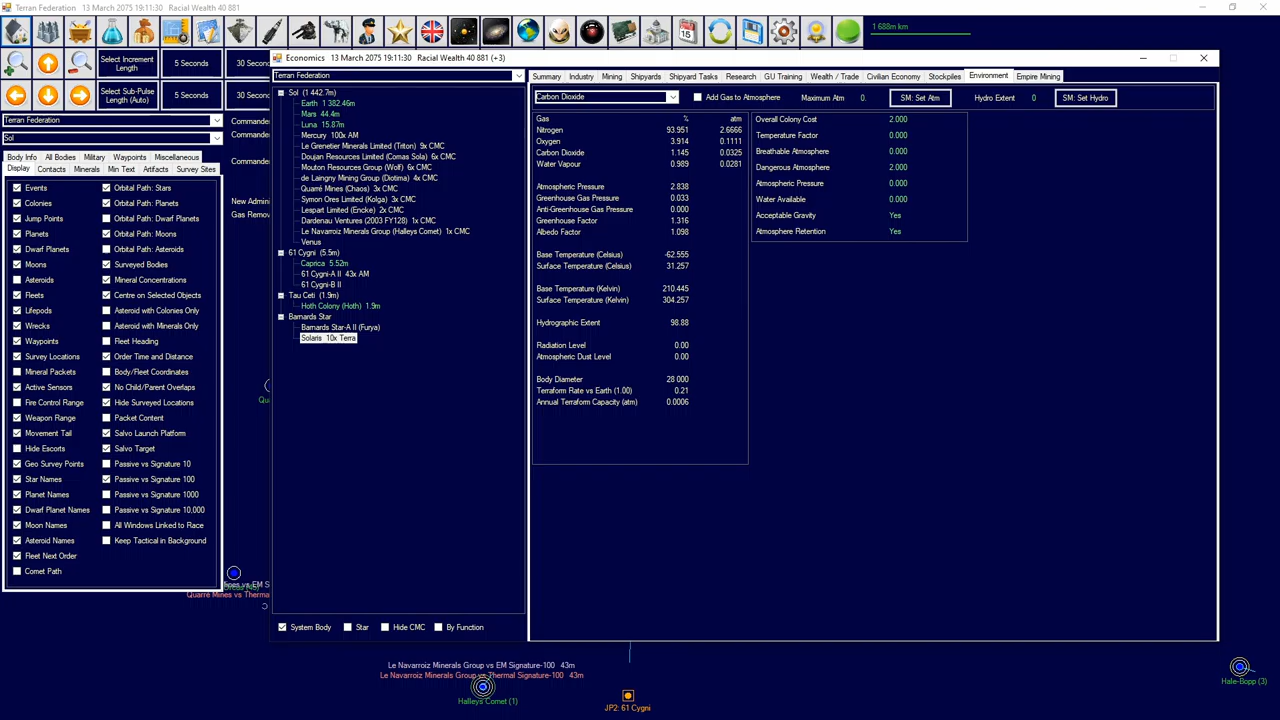 Terran Federation   13 March 2075 19:11:30   Racial Wealth 40 881
1 688m km
Select Increment Length
5 Seconds
30 Secon
Select Sub-Pulse Length (Auto)
5 Seconds
30 Secon
Terran Federation
Commander
Sol
Commander
Body Info
All Bodies
Military
Waypoints
Miscellaneous
Commander
Display
Contacts
Minerals
Min Text
Artifacts
Survey Sites
New Admini
Gas Remov
Events
Orbital Path: Stars
Colonies
Orbital Path: Planets
Jump Points
Orbital Path: Dwarf Planets
Planets
Orbital Path: Moons
Dwarf Planets
Orbital Path: Asteroids
Moons
Surveyed Bodies
Asteroids
Mineral Concentrations
Fleets
Centre on Selected Objects
Lifepods
Asteroid with Colonies Only
Wrecks
Asteroid with Minerals Only
Waypoints
Fleet Heading
Survey Locations
Order Time and Distance
Mineral Packets
Body/Fleet Coordinates
Active Sensors
No Child/Parent Overlaps
Fire Control Range
Hide Surveyed Locations
Weapon Range
Packet Content
Movement Tail
Salvo Launch Platform
Hide Escorts
Salvo Target
Geo Survey Points
Passive vs Signature 10
Star Names
Passive vs Signature 100
Planet Names
Passive vs Signature 1000
Dwarf Planet Names
Passive vs Signature 10,000
Moon Names
All Windows Linked to Race
Asteroid Names
Keep Tactical in Background
Fleet Next Order
Comet Path
Economics   13 March 2075 19:11:30   Racial Wealth 40 881 (+3)
Terran Federation
Sol  (1 442.7m)
Earth  1 382.46m
Mars  44.4m
Luna  15.87m
Mercury  100x AM
Le Grenetier Minerals Limited (Triton)  9x CMC
Doujan Resources Limited (Comas Sola)  6x CMC
Mouton Resources Group (Wolf)  6x CMC
de Laingny Mining Group (Diotima)  4x CMC
Quarré Mines (Chaos)  3x CMC
Symon Ores Limited (Kolga)  3x CMC
Lespart Limited (Encke)  2x CMC
Dardenau Ventures (2003 FY128)  1x CMC
Le Navarroiz Minerals Group (Halleys Comet)  1x CMC
Venus
61 Cygni  (5.5m)
Caprica  5.52m
61 Cygni-A II  43x AM
61 Cygni-B II
Tau Ceti  (1.9m)
Hoth Colony (Hoth)  1.9m
Barnards Star
Barnards Star-A II (Furya)
Solaris  10x Terra
System Body
Star
Hide CMC
By Function
Summary
Industry
Mining
Shipyards
Shipyard Tasks
Research
GU Training
Wealth / Trade
Civilian Economy
Stockpiles
Environment
Empire Mining
Carbon Dioxide
Add Gas to Atmosphere
Maximum Atm   0.
SM: Set Atm
Hydro Extent   0
SM: Set Hydro
Gas   %   atm
Nitrogen   93.951   2.6666
Oxygen   3.914   0.1111
Carbon Dioxide   1.145   0.0325
Water Vapour   0.989   0.0281
Atmospheric Pressure   2.838
Greenhouse Gas Pressure   0.033
Anti-Greenhouse Gas Pressure   0.000
Greenhouse Factor   1.316
Albedo Factor   1.098
Base Temperature (Celsius)   -62.555
Surface Temperature (Celsius)   31.257
Base Temperature (Kelvin)   210.445
Surface Temperature (Kelvin)   304.257
Hydrographic Extent   98.88
Radiation Level   0.00
Atmospheric Dust Level   0.00
Body Diameter   28 000
Terraform Rate vs Earth (1.00)   0.21
Annual Terraform Capacity (atm)   0.0006
Overall Colony Cost   2.000
Temperature Factor   0.000
Breathable Atmosphere   0.000
Dangerous Atmosphere   2.000
Atmospheric Pressure   0.000
Water Available   0.000
Acceptable Gravity   Yes
Atmosphere Retention   Yes
Quarré Mines vs Therma
Le Navarroiz Minerals Group vs EM Signature-100   43m
Le Navarroiz Minerals Group vs Thermal Signature-100   43m
Halleys Comet (1)
JP2: 61 Cygni
Hale-Bopp (3)